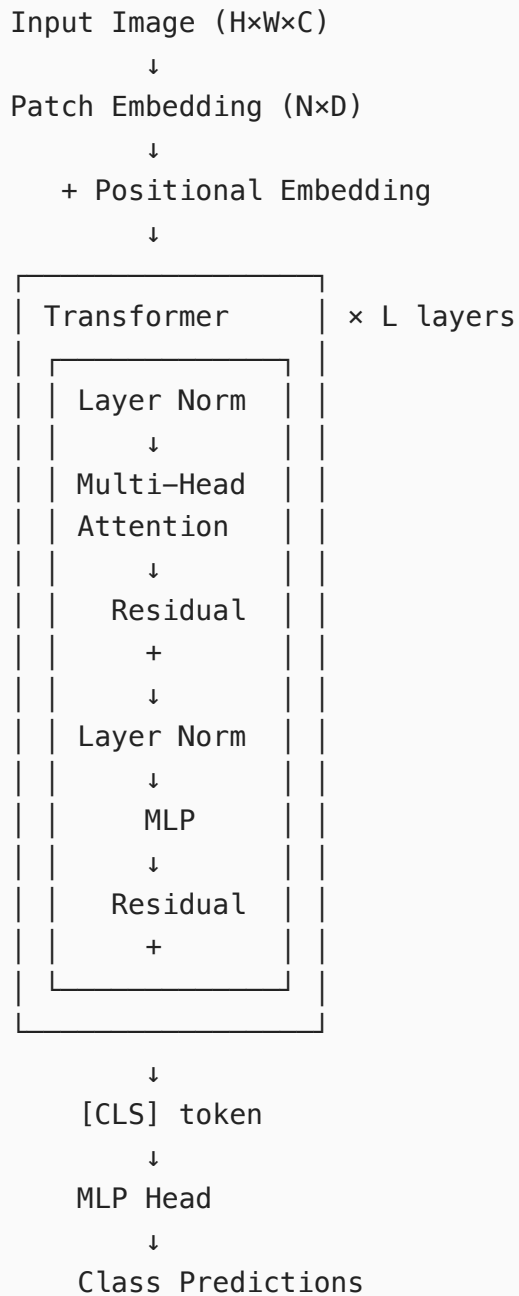 Input Image (H×W×C)
↓
Patch Embedding (N×D)
↓
+ Positional Embedding
↓
Transformer × L layers
Layer Norm
↓
Multi-Head
Attention
↓
Residual
+
↓
Layer Norm
↓
MLP
↓
Residual
+
↓
[CLS] token
↓
MLP Head
↓
Class Predictions